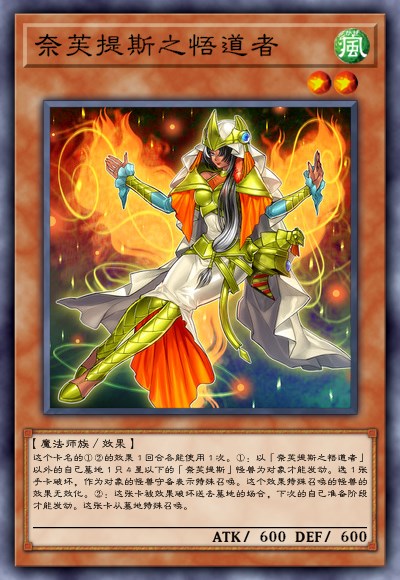 奈芙提斯之悟道者
風
【魔法师族／效果】
这个卡名的①②的效果1回合各能使用1次。①：以「奈芙提斯之悟道者」
以外的自己墓地1只4星以下的「奈芙提斯」怪兽为对象才能发动。选1张
手卡破坏，作为对象的怪兽守备表示特殊召唤。这个效果特殊召唤的怪兽的
效果无效化。②：这张卡被效果破坏送去墓地的场合，下次的自己准备阶段
才能发动。这张卡从墓地特殊召唤。
ATK/ 600 DEF/ 600